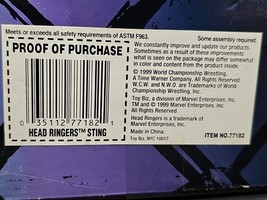 Meets or exceeds all safety requirements of ASTM F963.
Some assembly required.
PROOF OF PURCHASE
0 35112 77182 1
HEAD RINGERS™ STING
We constantly improve and update our products.
Sometimes as a result of these improvements
what is seen on the package may differ somewhat
in color and content from the product inside.
© 1999 World Championship Wrestling.
A Time Warner Company. All Rights Reserved.
W.C.W. and N.W.O. are Trademarks of World
Championship Wrestling, Inc.
Toy Biz, a division of Marvel Enterprises, Inc.
TM and © 1999 Marvel Enterprises, Inc.
All Rights Reserved.
Head Ringers is a trademark of
Marvel Enterprises, Inc.
Made in China
Toy Biz, NYC 10017
ITEM NO.77182